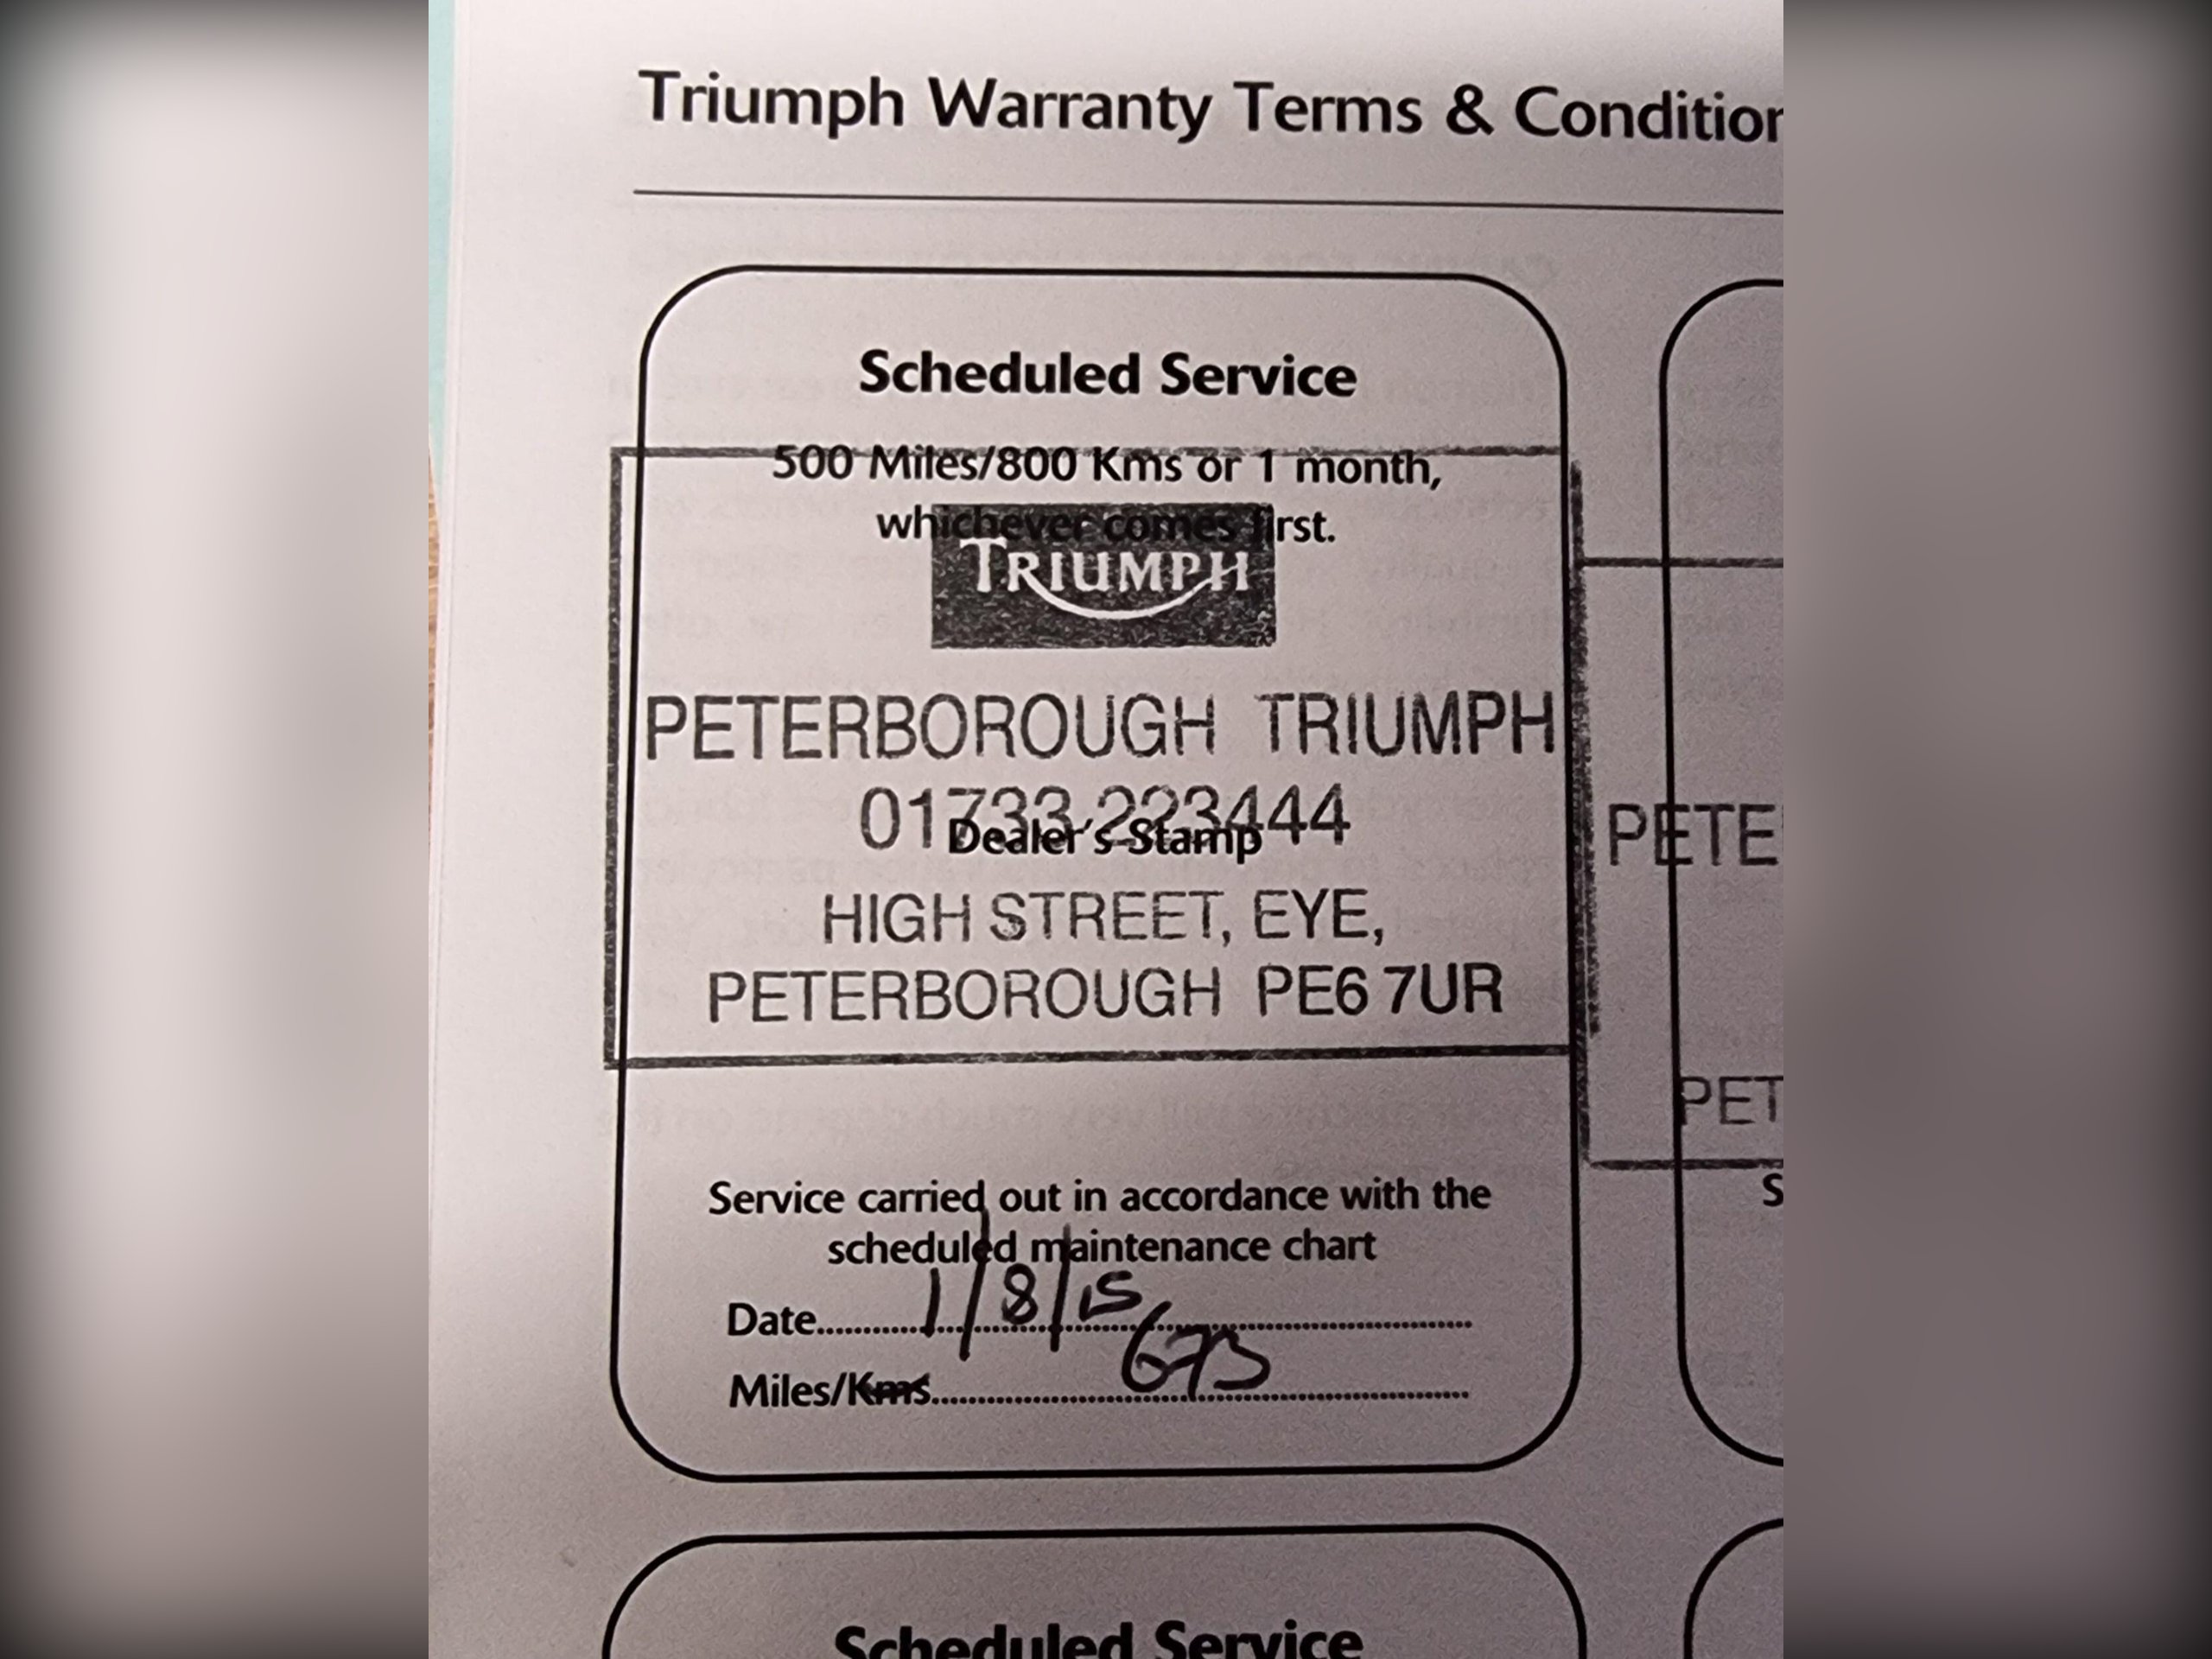 Triumph Warranty Terms & Condition
Scheduled Service
500 Miles/800 Kms or 1 month,
whichever comes first.
TRIUMPH
PETERBOROUGH TRIUMPH
01733 223444
Dealer's Stamp
HIGH STREET, EYE,
PETERBOROUGH PE6 7UR
Service carried out in accordance with the
scheduled maintenance chart
Date 1/8/15
Miles/Kms 673
Scheduled Service
PETE
PET
S